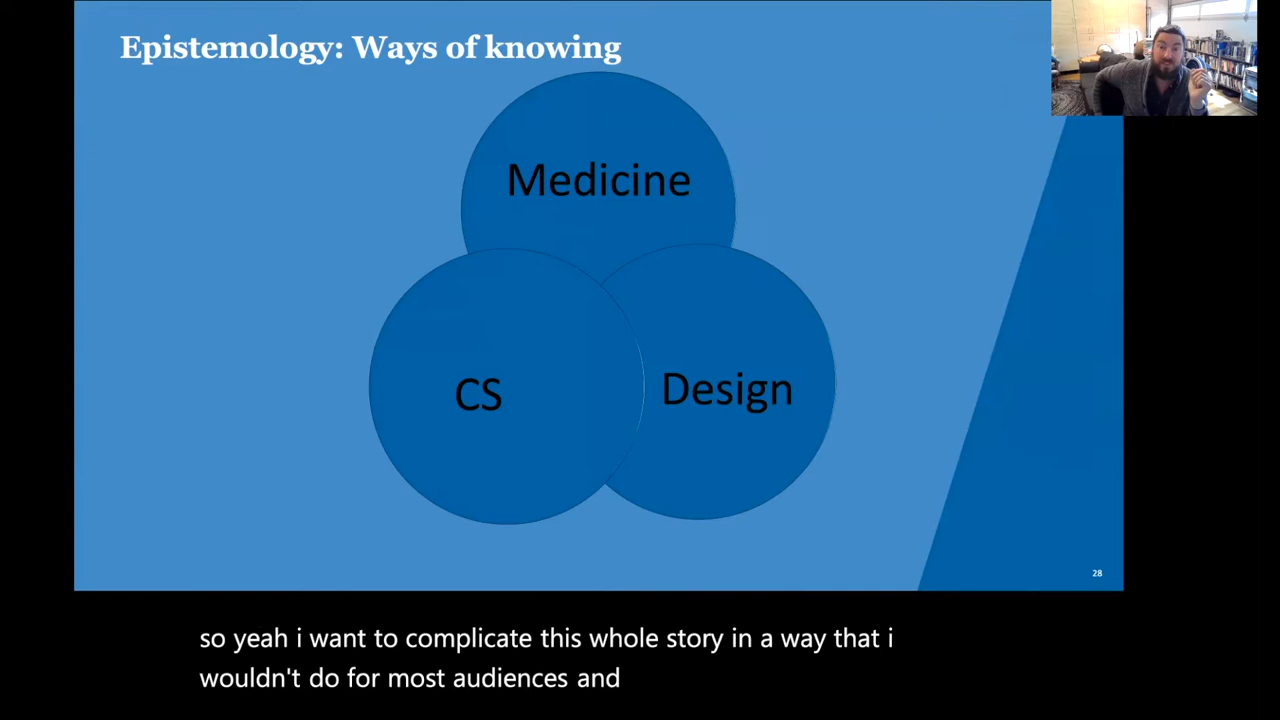 Epistemology: Ways of knowing
Medicine
CS
Design
28
so yeah i want to complicate this whole story in a way that i
wouldn't do for most audiences and